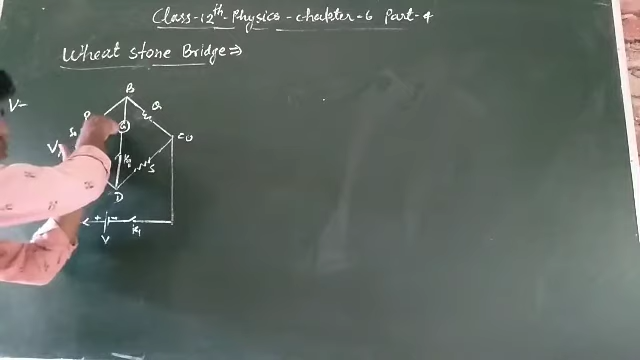 Class-12th-Physics-chapter-6 Part-4
Wheat stone Bridge⇒
V-
B
P
Q
G
C
S
D
+ -
V
K1